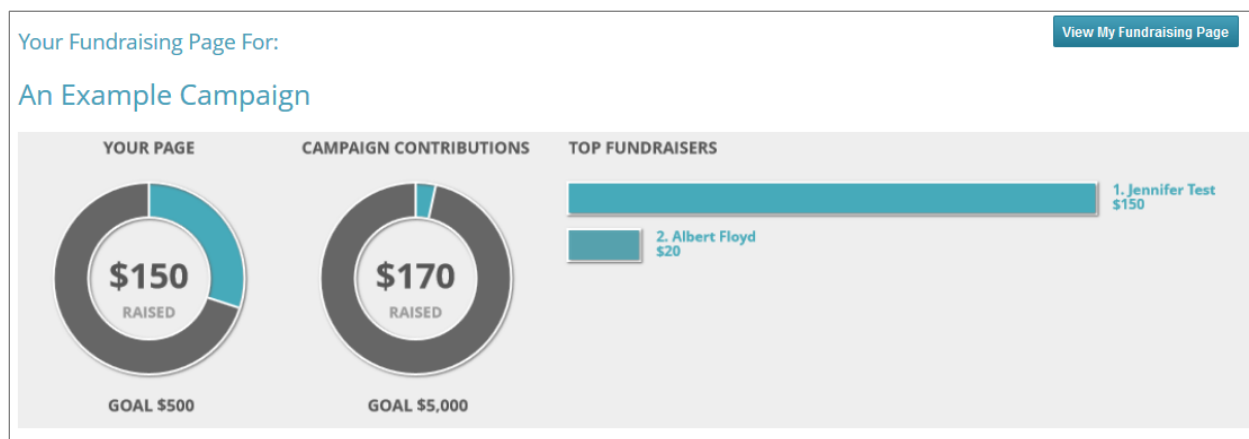 Your Fundraising Page For:
View My Fundraising Page
An Example Campaign
YOUR PAGE
$150
RAISED
GOAL $500
CAMPAIGN CONTRIBUTIONS
$170
RAISED
GOAL $5,000
TOP FUNDRAISERS
1. Jennifer Test
$150
2. Albert Floyd
$20